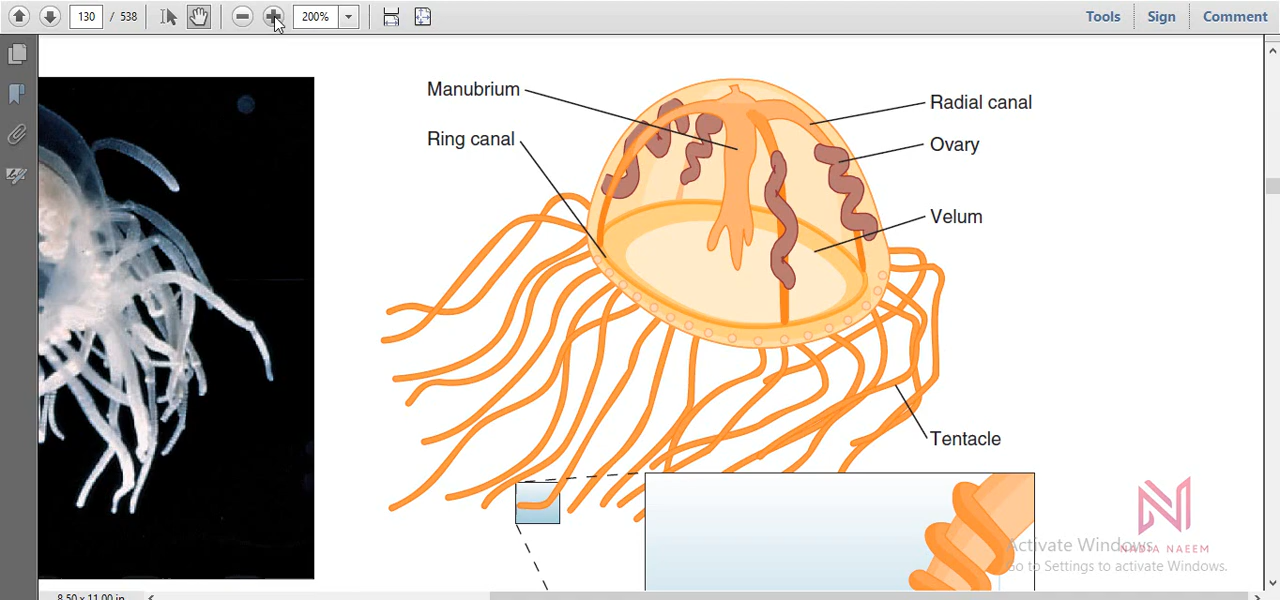 130 / 538
200%
Tools
Sign
Comment
Manubrium
Radial canal
Ring canal
Ovary
Velum
Tentacle
Activate Windows
NADIA NAEEM
Go to Settings to activate Windows.
8.50 x 11.00 in